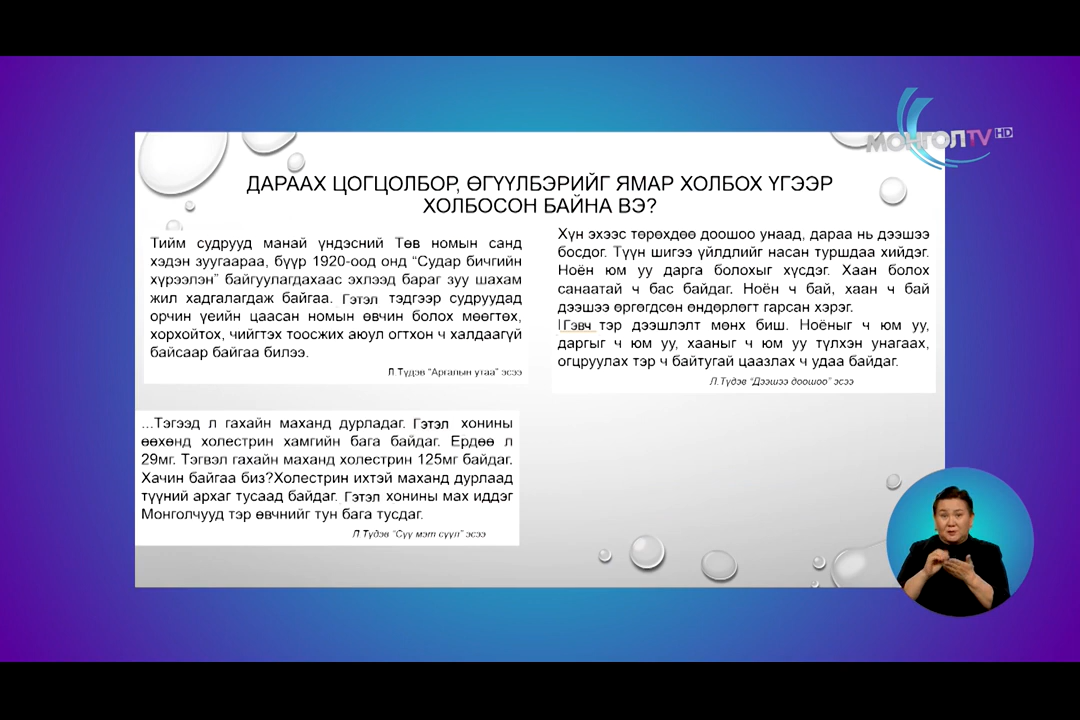 МОНГОЛTV HD
ДАРААХ ЦОГЦОЛБОР, ӨГҮҮЛБЭРИЙГ ЯМАР ХОЛБОХ ҮГЭЭР
ХОЛБОСОН БАЙНА ВЭ?
Тийм судрууд манай үндэсний Төв номын санд
хэдэн зуугаараа, бүүр 1920-оод онд “Судар бичгийн
хүрээлэн” байгуулагдахаас эхлээд бараг зуу шахам
жил хадгалагдаж байгаа. Гэтэл тэдгээр судруудад
орчин үеийн цаасан номын өвчин болох мөөгтөх,
хорхойтох, чийгтэх тоосжих аюул огтхон ч халдаагүй
байсаар байгаа билээ.
Л.Түдэв “Аргалын утаа” эсээ
Хүн эхээс төрөхдөө доошоо унаад, дараа нь дээшээ
босдог. Түүн шигээ үйлдлийг насан туршдаа хийдэг.
Ноён юм уу дарга болохыг хүсдэг. Хаан болох
санаатай ч бас байдаг. Ноён ч бай, хаан ч бай
дээшээ өргөгдсөн өндөрлөгт гарсан хэрэг.
Гэвч тэр дээшлэлт мөнх биш. Ноёныг ч юм уу,
даргыг ч юм уу, хааныг ч юм уу түлхэн унагаах,
огцруулах тэр ч байтугай цаазлах ч удаа байдаг.
Л.Түдэв “Дээшээ доошоо” эсээ
...Тэгээд л гахайн маханд дурладаг. Гэтэл хонины
өөхөнд холестрин хамгийн бага байдаг. Ердөө л
29мг. Тэгвэл гахайн маханд холестрин 125мг байдаг.
Хачин байгаа биз?Холестрин ихтэй маханд дурлаад
түүний архаг тусаад байдаг. Гэтэл хонины мах иддэг
Монголчууд тэр өвчнийг тун бага тусдаг.
Л.Түдэв “Сүү мэт сүүл” эсээ